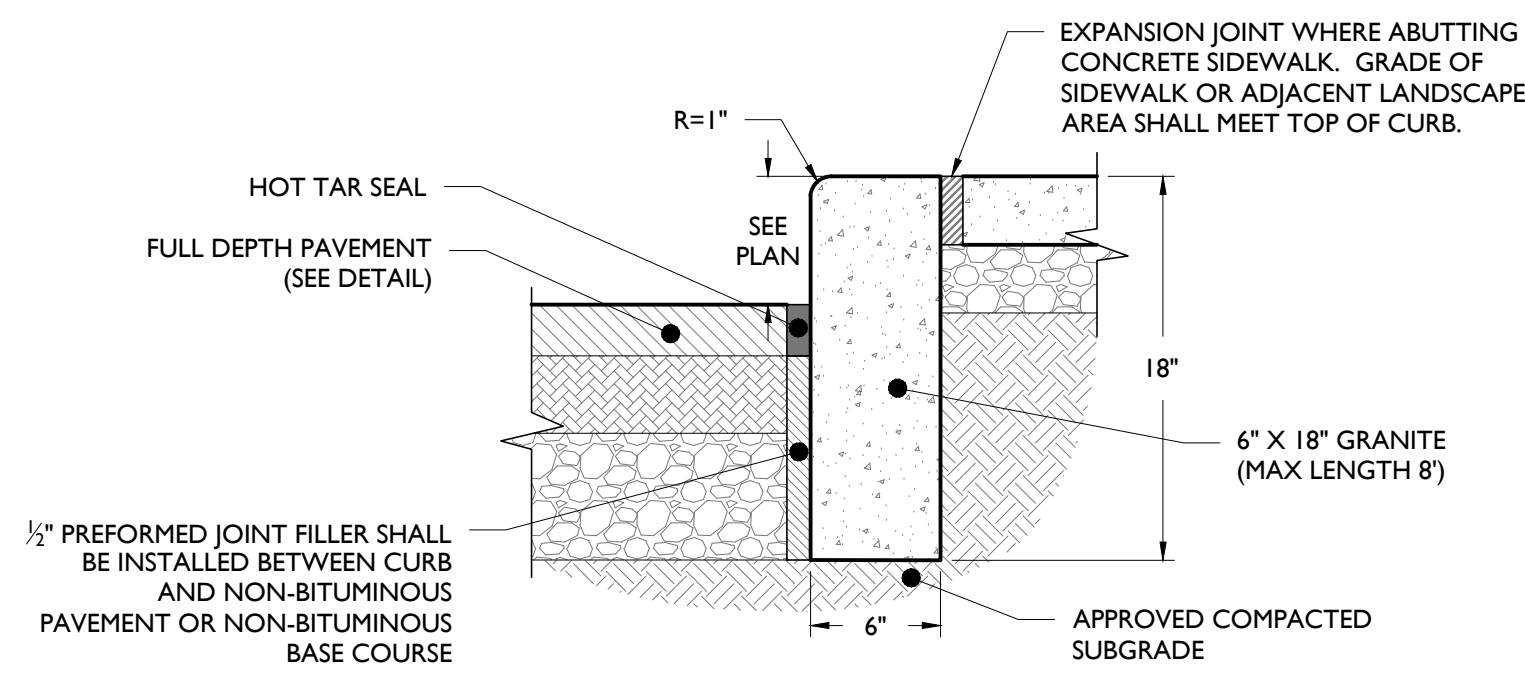 EXPANSION JOINT WHERE ABUTTING
CONCRETE SIDEWALK. GRADE OF
SIDEWALK OR ADJACENT LANDSCAPE
AREA SHALL MEET TOP OF CURB.
R=1"
HOT TAR SEAL
FULL DEPTH PAVEMENT
(SEE DETAIL)
SEE
PLAN
18"
6" X 18" GRANITE
(MAX LENGTH 8')
½" PREFORMED JOINT FILLER SHALL
BE INSTALLED BETWEEN CURB
AND NON-BITUMINOUS
PAVEMENT OR NON-BITUMINOUS
BASE COURSE
6"
APPROVED COMPACTED
SUBGRADE